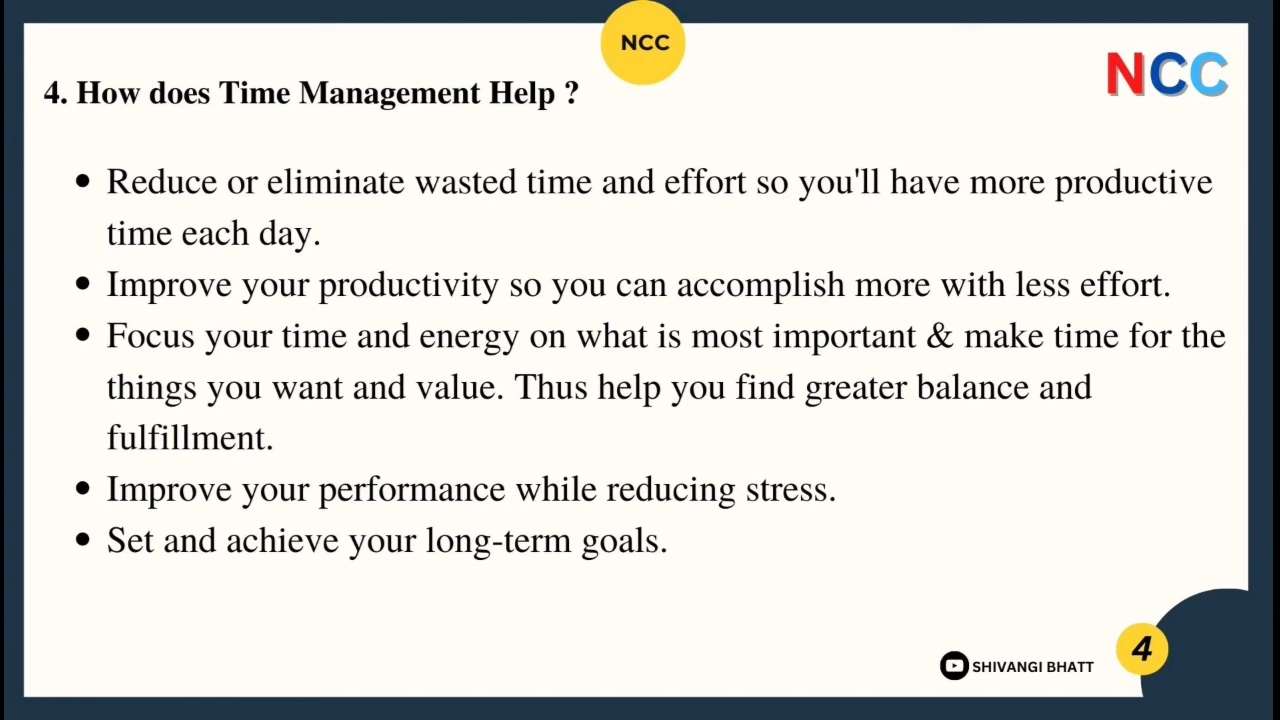 NCC
NCC
4. How does Time Management Help ?
• Reduce or eliminate wasted time and effort so you'll have more productive
time each day.
• Improve your productivity so you can accomplish more with less effort.
• Focus your time and energy on what is most important & make time for the
things you want and value. Thus help you find greater balance and
fulfillment.
• Improve your performance while reducing stress.
• Set and achieve your long-term goals.
SHIVANGI BHATT
4